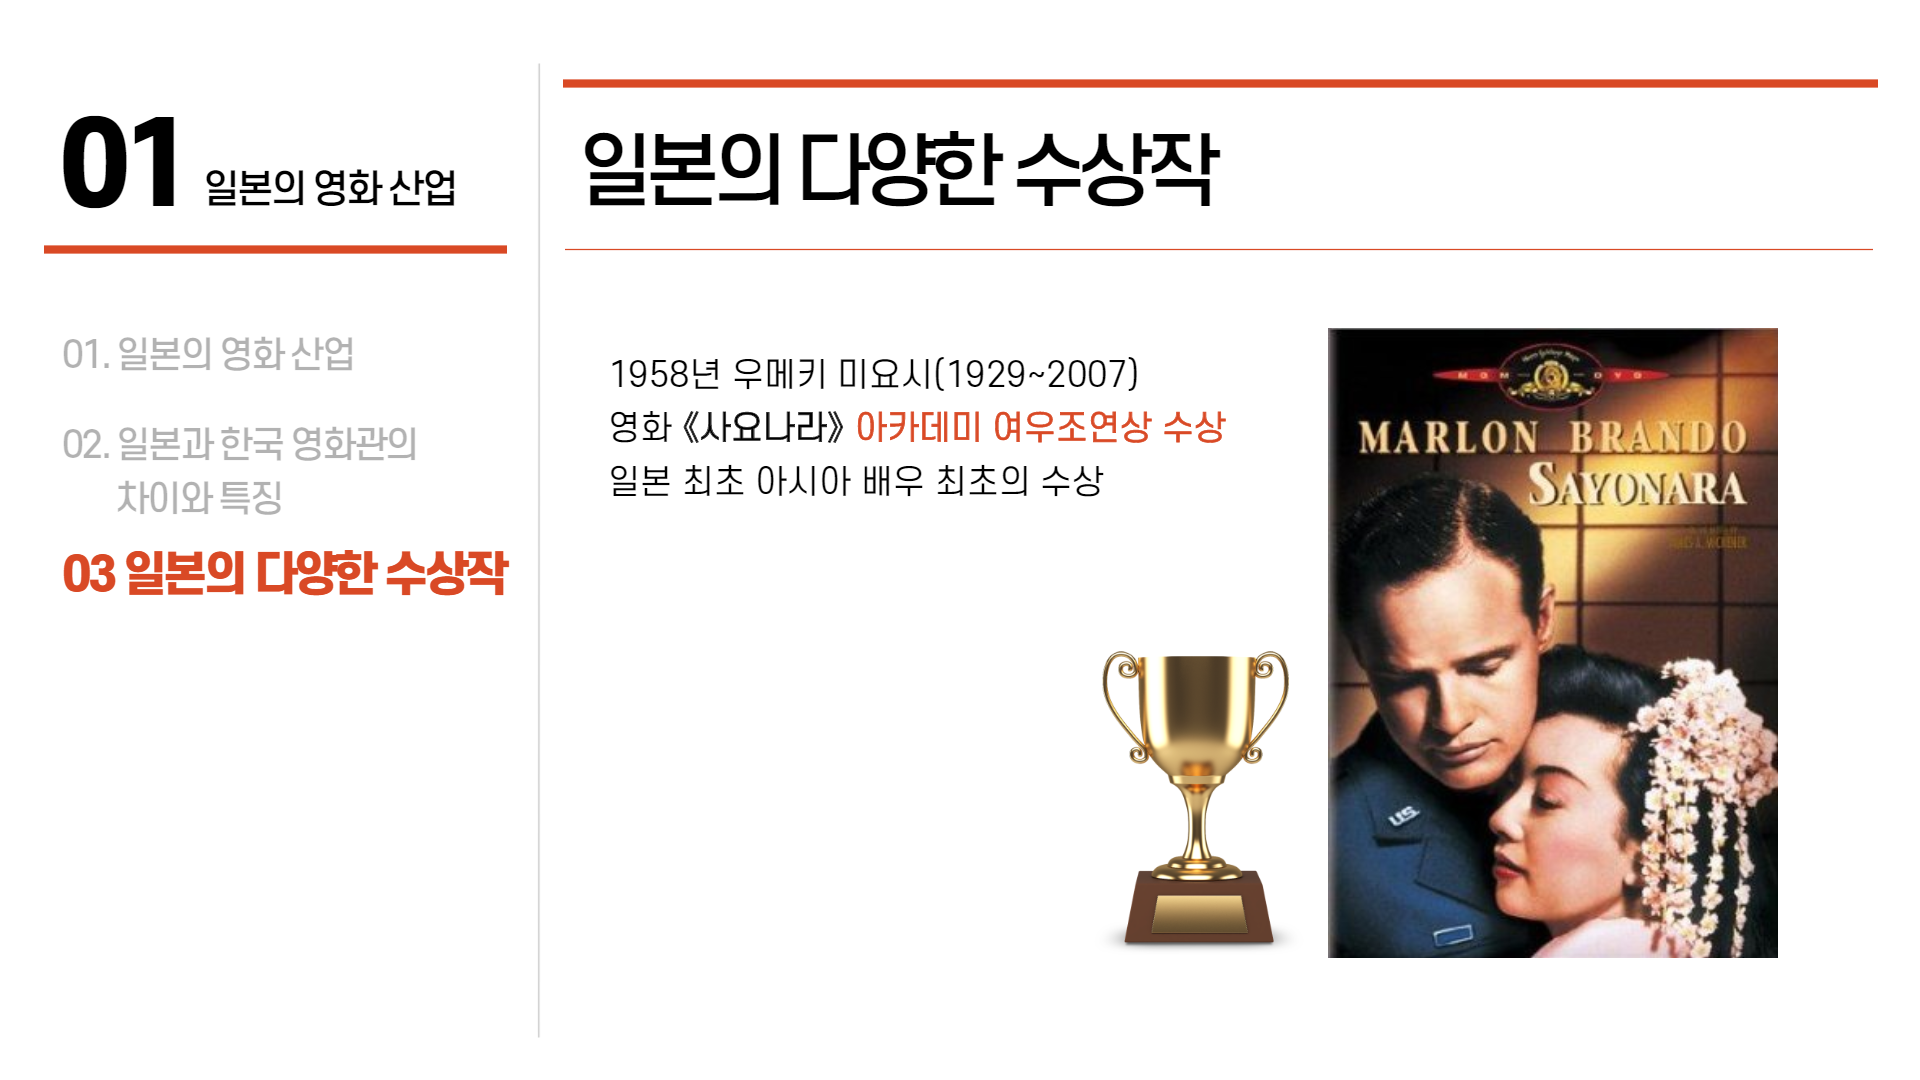 01 일본의 영화 산업
01. 일본의 영화 산업
02. 일본과 한국 영화관의
차이와 특징
03 일본의 다양한 수상작
일본의 다양한 수상작
1958년 우메키 미요시(1929~2007)
영화 《사요나라》 아카데미 여우조연상 수상
일본 최초 아시아 배우 최초의 수상
MGM DVD
MARLON BRANDO
SAYONARA
U.S.